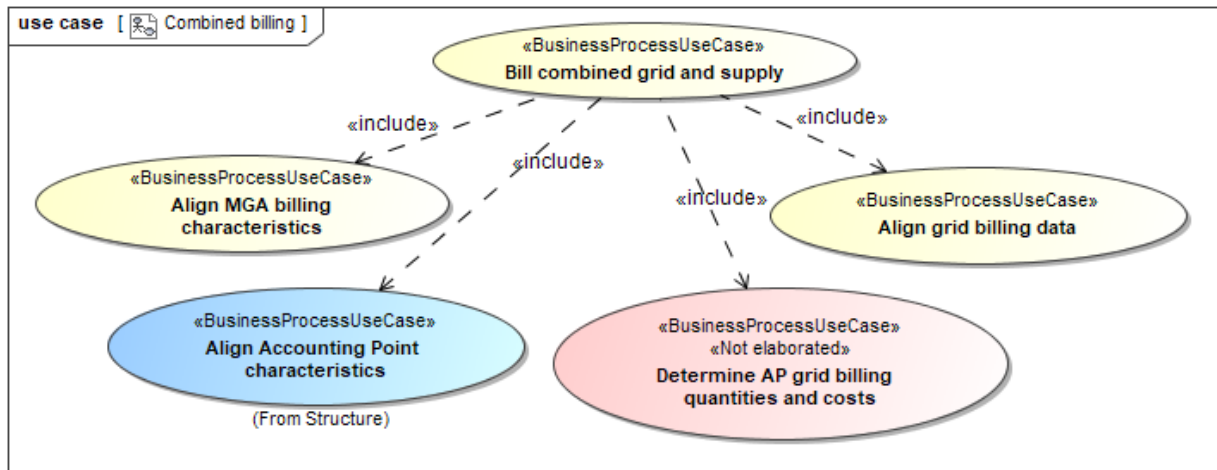 use case [ Combined billing ]
«BusinessProcessUseCase»
Bill combined grid and supply
«include»
«include»
«include»
«include»
«BusinessProcessUseCase»
Align MGA billing
characteristics
«BusinessProcessUseCase»
Align grid billing data
«BusinessProcessUseCase»
Align Accounting Point
characteristics
(From Structure)
«BusinessProcessUseCase»
«Not elaborated»
Determine AP grid billing
quantities and costs